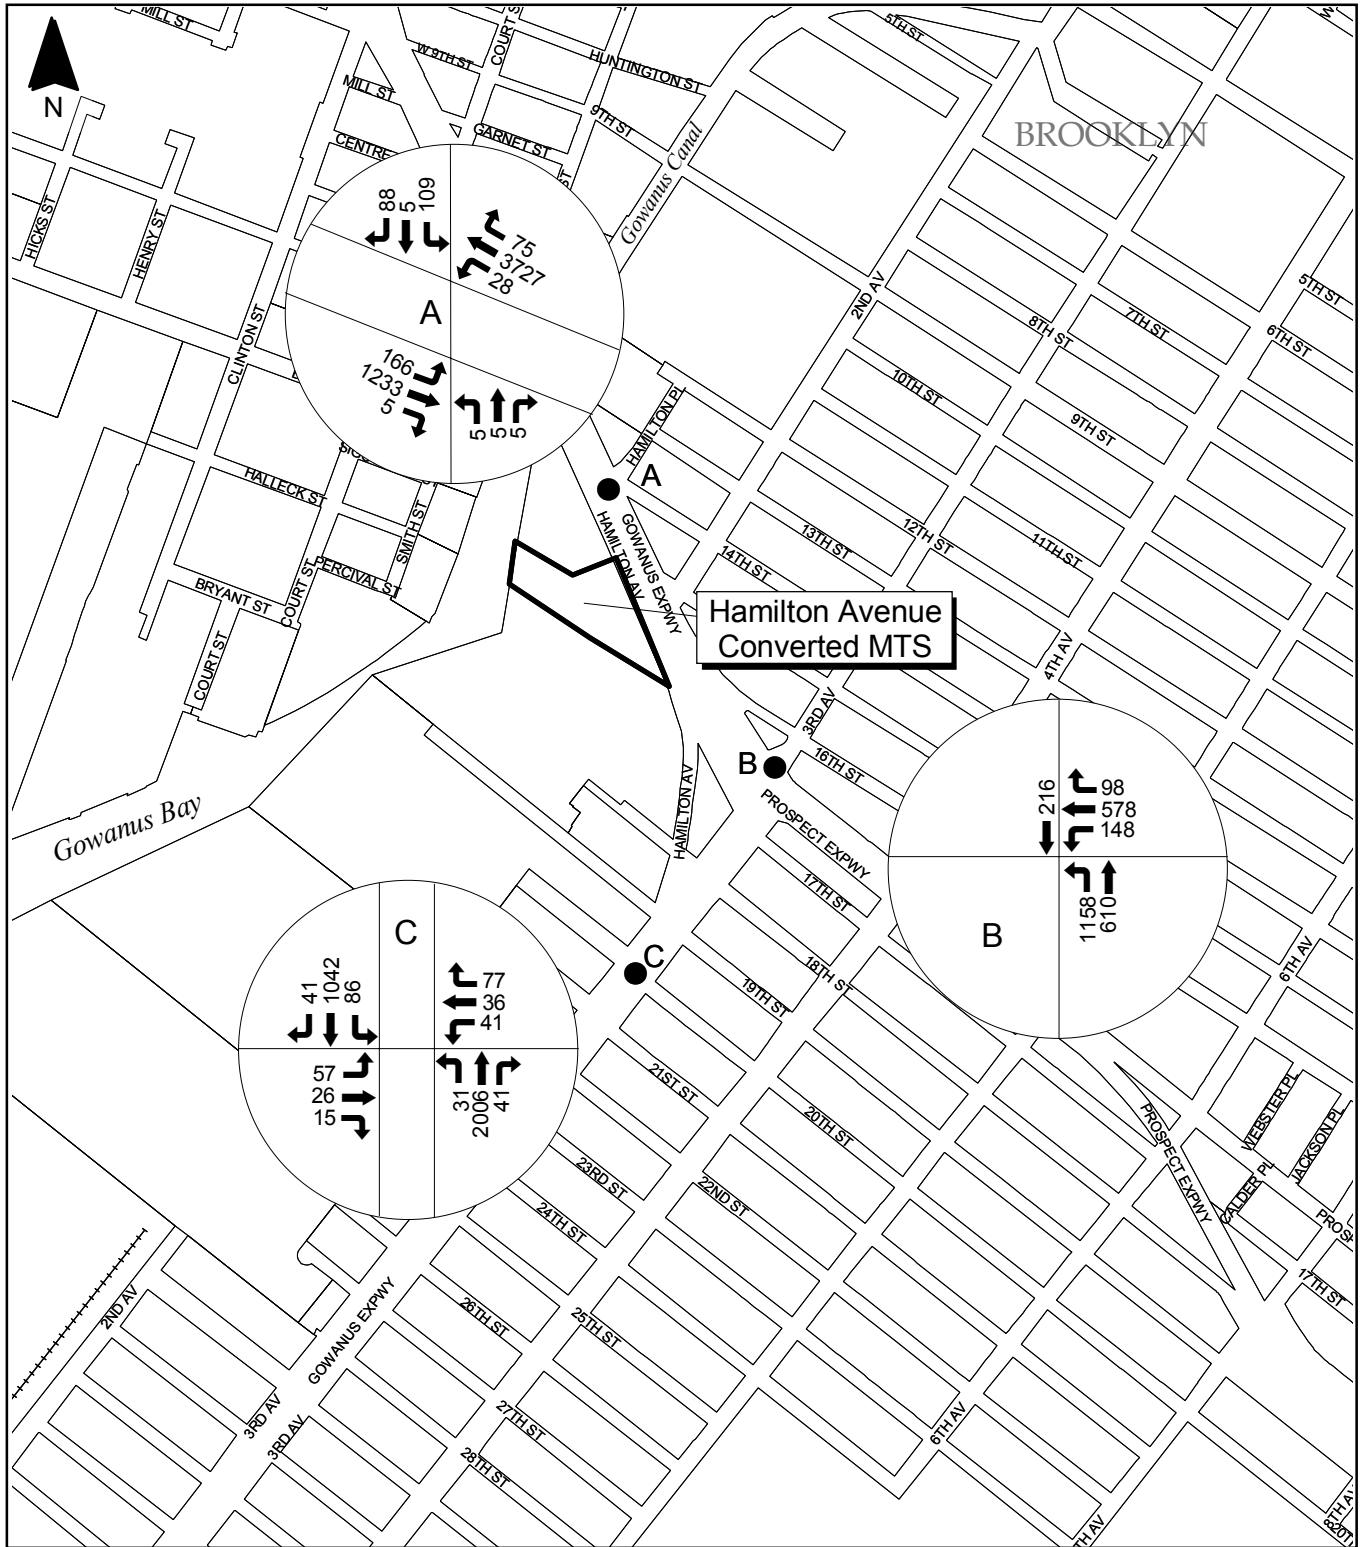 MILL ST
COURT S
5TH ST
W 9TH ST
HUNTINGTON ST
N
MILL ST
9TH ST
GARNET ST
BROOKLYN
CENTRE
Gowanus Canal
HICKS ST
HENRY ST
88
5
109
75
3727
28
A
166
1233
5
5
5
5
CLINTON ST
2ND AV
5TH ST
7TH ST
6TH ST
8TH ST
10TH ST
9TH ST
HAMILTON PL
A
HALLECK ST
SMITH ST
GOWANUS EXPWY
HAMILTON AV
13TH ST
12TH ST
11TH ST
14TH ST
PERCIVAL ST
BRYANT ST
COURT ST
COURT ST
Hamilton Avenue
Converted MTS
4TH AV
3RD AV
B
16TH ST
HAMILTON AV
PROSPECT EXPWY
Gowanus Bay
216
98
578
148
1158
610
B
17TH ST
C
18TH ST
19TH ST
6TH AV
C
41
1042
86
77
36
41
57
26
15
31
2006
41
21ST ST
20TH ST
WEBSTER PL
JACKSON PL
PROSPECT EXPWY
CALDER PL
23RD ST
22ND ST
24TH ST
PROS
17TH ST
2ND AV
GOWANUS EXPWY
26TH ST
25TH ST
3RD AV
3RD AV
27TH ST
28TH ST
6TH AV